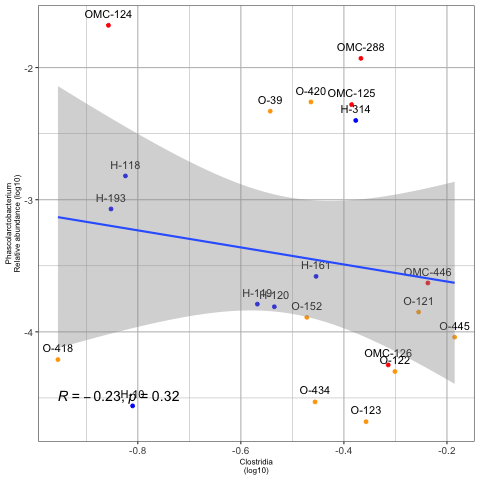 OMC-124
OMC-288
-2
O-420
OMC-125
O-39
H-314
H-118
-3
H-193
H-161
OMC-446
H-119
H-120
O-152
O-121
O-445
-4
O-418
OMC-126
O-122
R = −0.23, p = 0.32
H-40
O-434
O-123
-0.8
-0.6
-0.4
-0.2
Clostridia
(log10)
Phascolarctobacterium
Relative abundance (log10)